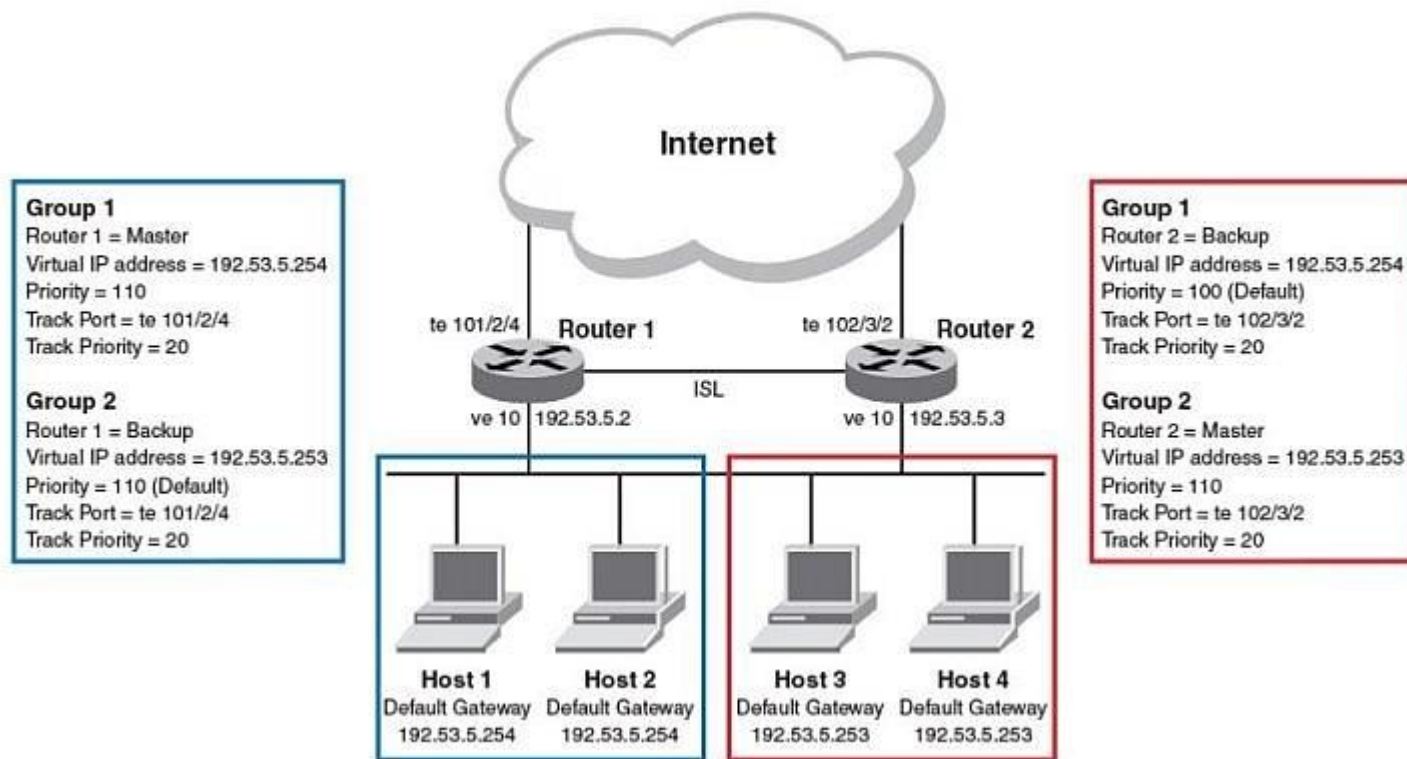 Internet
Group 1
Router 1 = Master
Virtual IP address = 192.53.5.254
Priority = 110
Track Port = te 101/2/4
Track Priority = 20
Group 2
Router 1 = Backup
Virtual IP address = 192.53.5.253
Priority = 110 (Default)
Track Port = te 101/2/4
Track Priority = 20
Group 1
Router 2 = Backup
Virtual IP address = 192.53.5.254
Priority = 100 (Default)
Track Port = te 102/3/2
Track Priority = 20
Group 2
Router 2 = Master
Virtual IP address = 192.53.5.253
Priority = 110
Track Port = te 102/3/2
Track Priority = 20
te 101/2/4
Router 1
te 102/3/2
Router 2
ISL
ve 10
192.53.5.2
ve 10
192.53.5.3
Host 1
Default Gateway
192.53.5.254
Host 2
Default Gateway
192.53.5.254
Host 3
Default Gateway
192.53.5.253
Host 4
Default Gateway
192.53.5.253